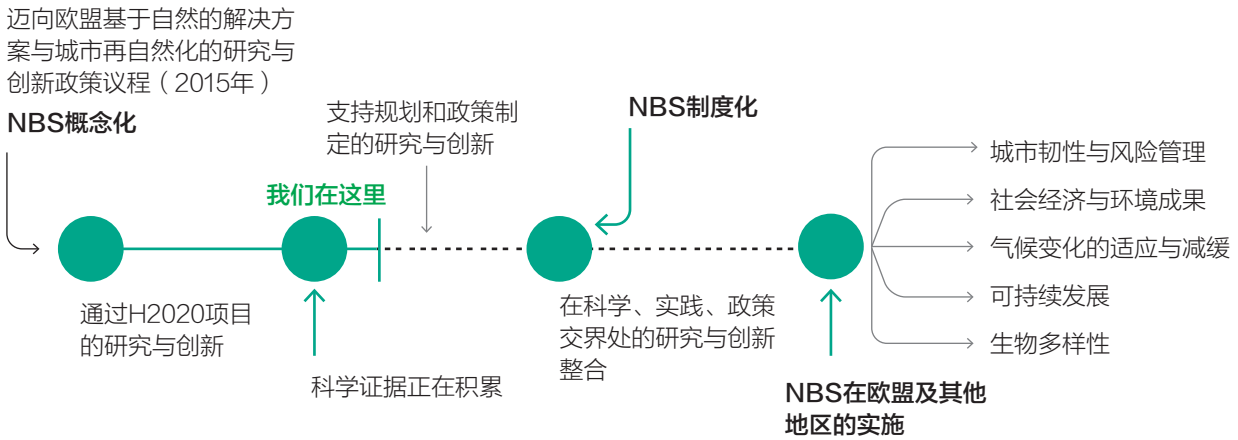 迈向欧盟基于自然的解决方
案与城市再自然化的研究与
创新政策议程（2015年）
NBS概念化
支持规划和政策制
定的研究与创新
NBS制度化
我们在这里
城市韧性与风险管理
社会经济与环境成果
气候变化的适应与减缓
可持续发展
生物多样性
通过H2020项目
的研究与创新
科学证据正在积累
在科学、实践、政策
交界处的研究与创新
整合
NBS在欧盟及其他
地区的实施